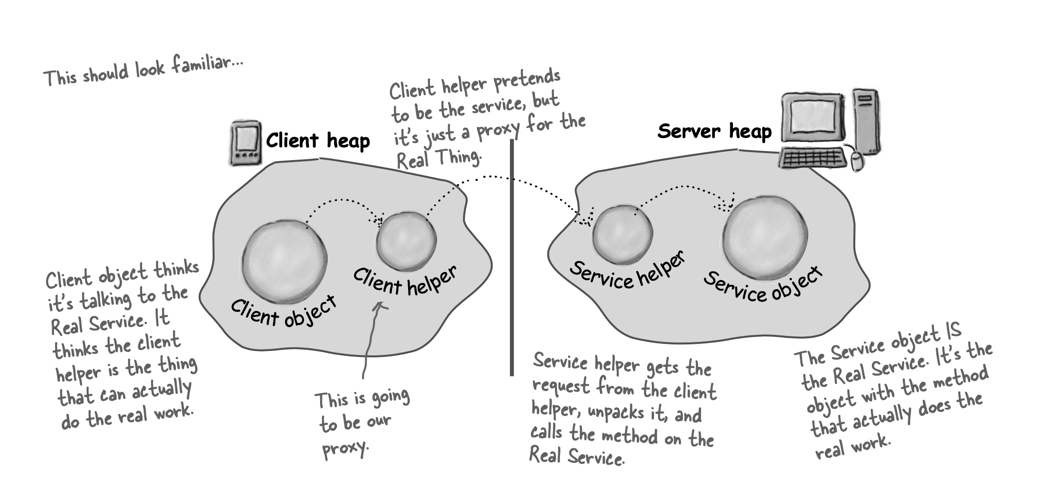 This should look familiar...
Client helper pretends
to be the service, but
it's just a proxy for the
Real Thing.
Client heap
Server heap
Client object
Client helper
Service helper
Service object
Client object thinks
it's talking to the
Real Service. It
thinks the client
helper is the thing
that can actually
do the real work.
This is going
to be our
proxy.
Service helper gets the
request from the client
helper, unpacks it, and
calls the method on the
Real Service.
The Service object IS
the Real Service. It's the
object with the method
that actually does the
real work.